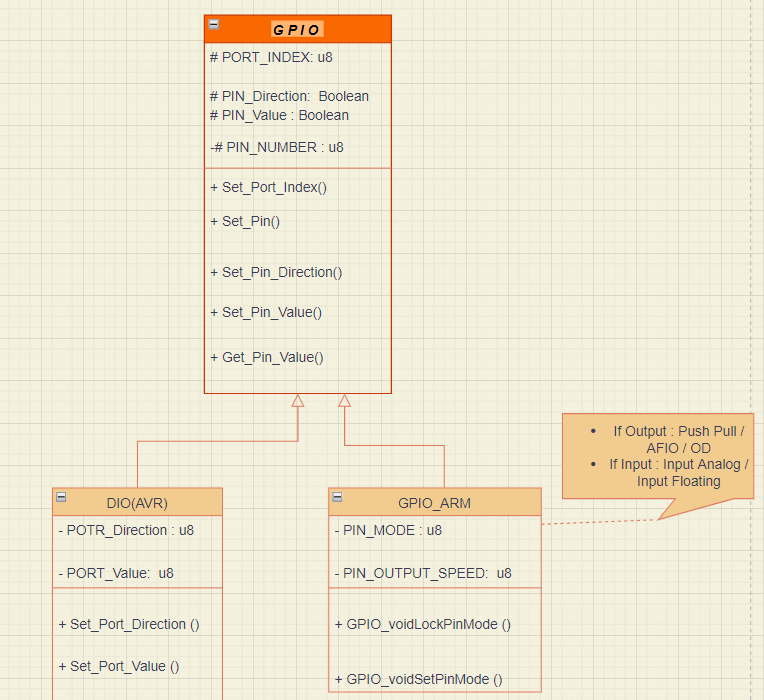 GPIO
# PORT_INDEX: u8
# PIN_Direction:  Boolean
# PIN_Value : Boolean
-# PIN_NUMBER : u8
+ Set_Port_Index()
+ Set_Pin()
+ Set_Pin_Direction()
+ Set_Pin_Value()
+ Get_Pin_Value()
• If Output : Push Pull /
AFIO / OD
• If Input : Input Analog /
Input Floating
DIO(AVR)
- POTR_Direction : u8
- PORT_Value:  u8
+ Set_Port_Direction ()
+ Set_Port_Value ()
GPIO_ARM
- PIN_MODE : u8
- PIN_OUTPUT_SPEED:  u8
+ GPIO_voidLockPinMode ()
+ GPIO_voidSetPinMode ()